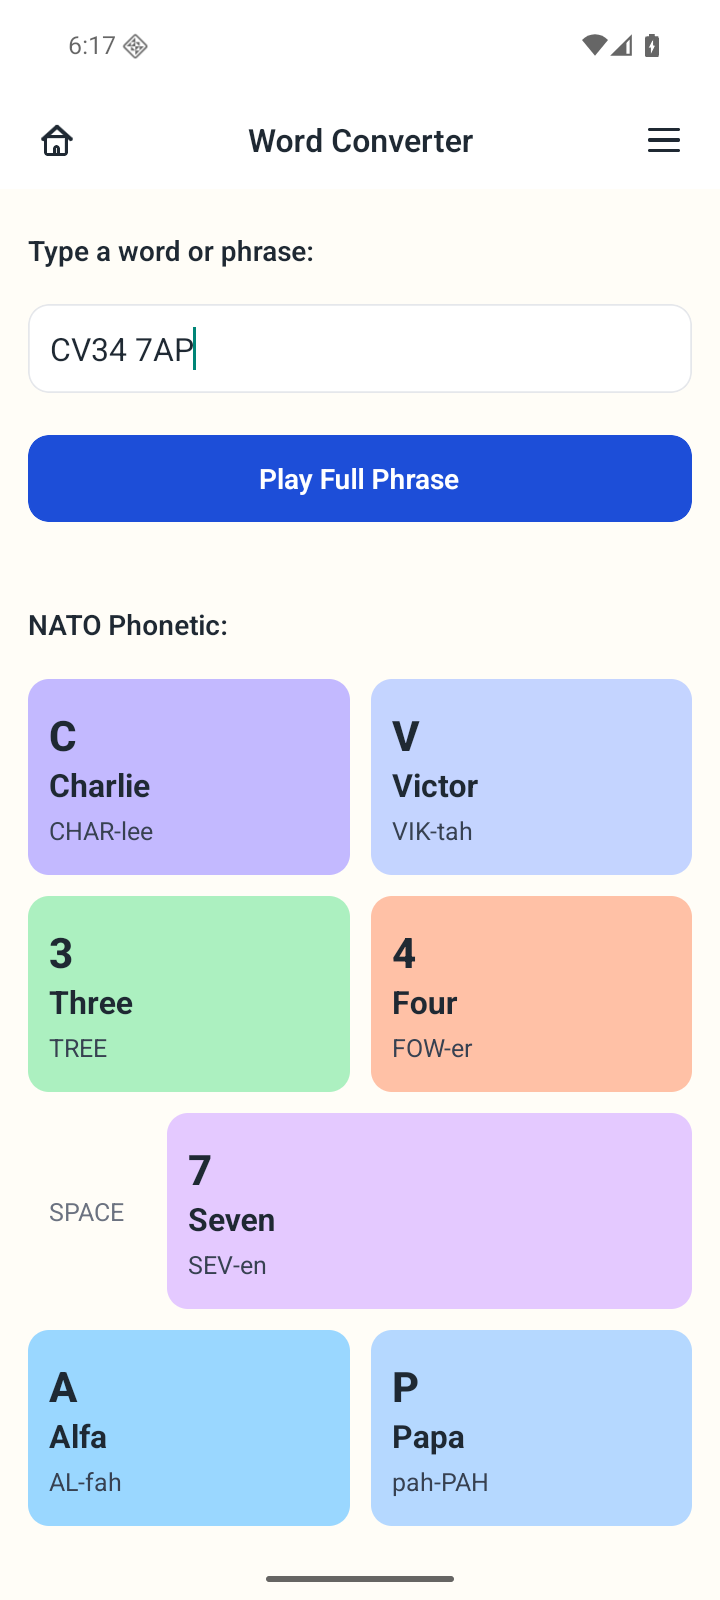 6:17
Word Converter
Type a word or phrase:
CV34 7AP
Play Full Phrase
NATO Phonetic:
C
Charlie
CHAR-lee
V
Victor
VIK-tah
3
Three
TREE
4
Four
FOW-er
SPACE
7
Seven
SEV-en
A
Alfa
AL-fah
P
Papa
pah-PAH